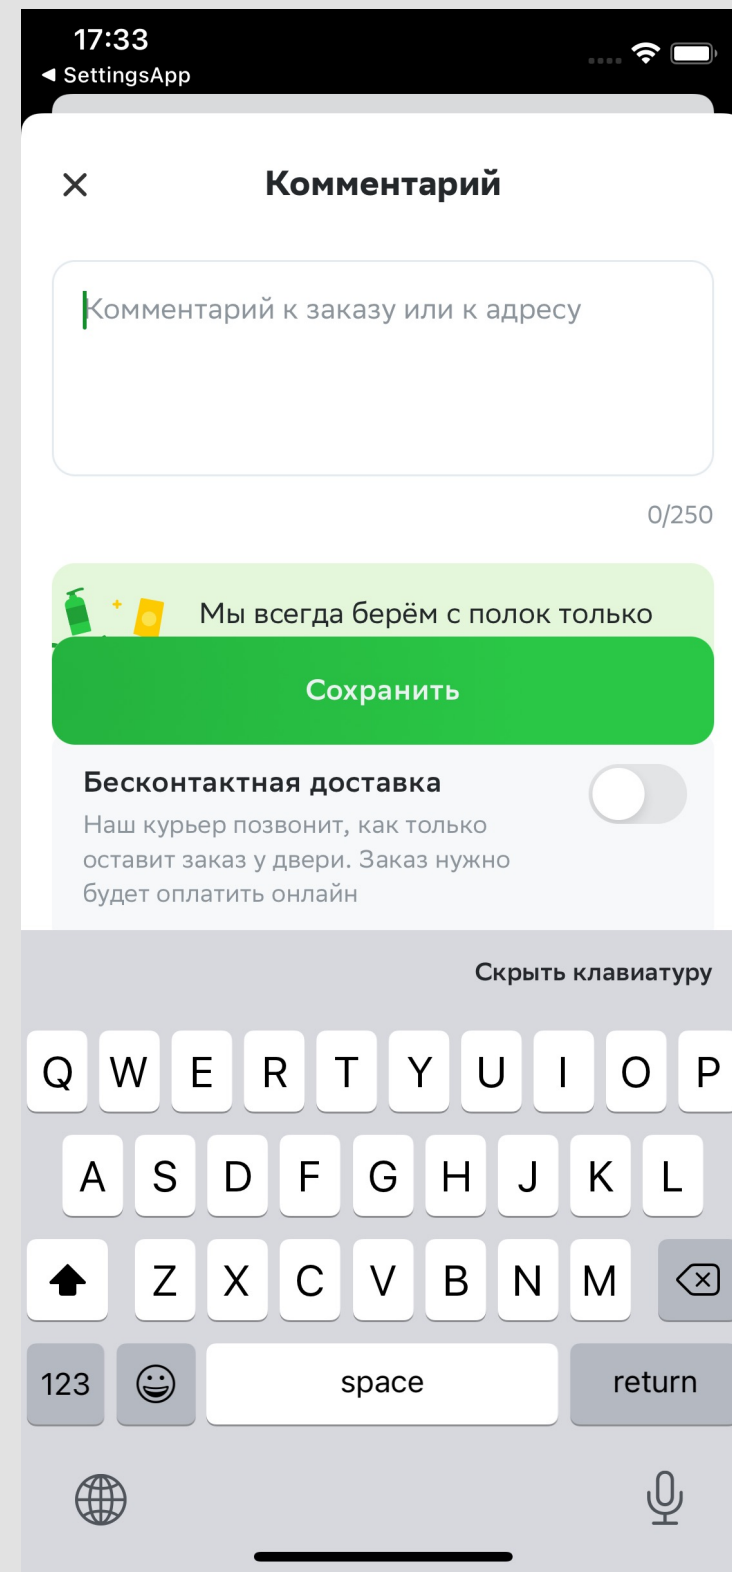 17:33
◀ SettingsApp
Комментарий
Комментарий к заказу или к адресу
0/250
Мы всегда берём с полок только
Сохранить
Бесконтактная доставка
Наш курьер позвонит, как только
оставит заказ у двери. Заказ нужно
будет оплатить онлайн
Скрыть клавиатуру
Q W E R T Y U I O P
A S D F G H J K L
Z X C V B N M
123 space return